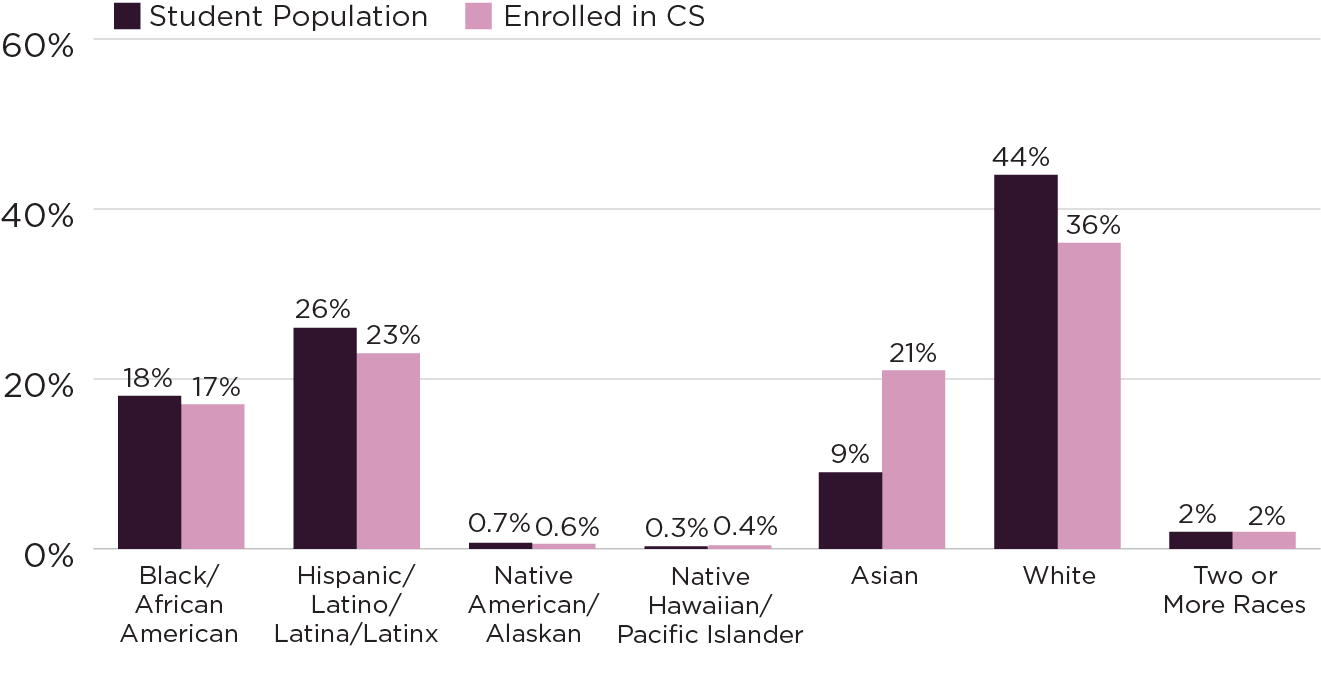 Student Population
Enrolled in CS
60%
40%
20%
0%
18%
17%
26%
23%
0.7%
0.6%
0.3%
0.4%
9%
21%
44%
36%
2%
2%
Black/
African
American
Hispanic/
Latino/
Latina/Latinx
Native
American/
Alaskan
Native
Hawaiian/
Pacific Islander
Asian
White
Two or
More Races